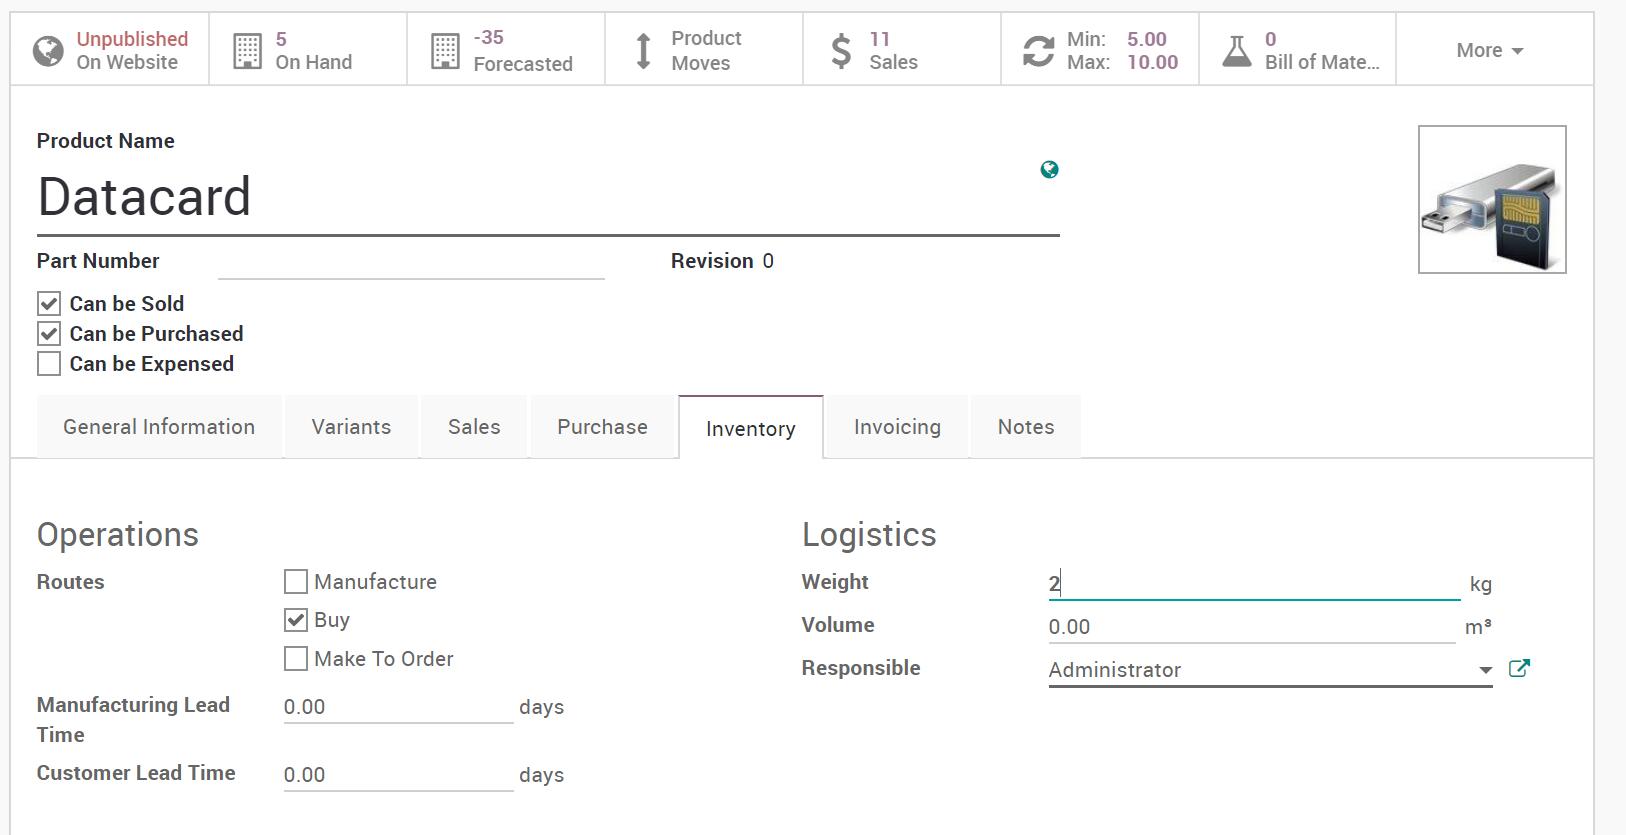 Unpublished
On Website
5
On Hand
-35
Forecasted
Product
Moves
11
Sales
Min: 5.00
Max: 10.00
0
Bill of Mate...
More
Product Name
Datacard
Part Number
Revision 0
Can be Sold
Can be Purchased
Can be Expensed
General Information Variants Sales Purchase Inventory Invoicing Notes
Operations
Routes
Manufacture
Buy
Make To Order
Manufacturing Lead
Time
0.00 days
Customer Lead Time 0.00 days
Logistics
Weight 2 kg
Volume 0.00 m³
Responsible Administrator